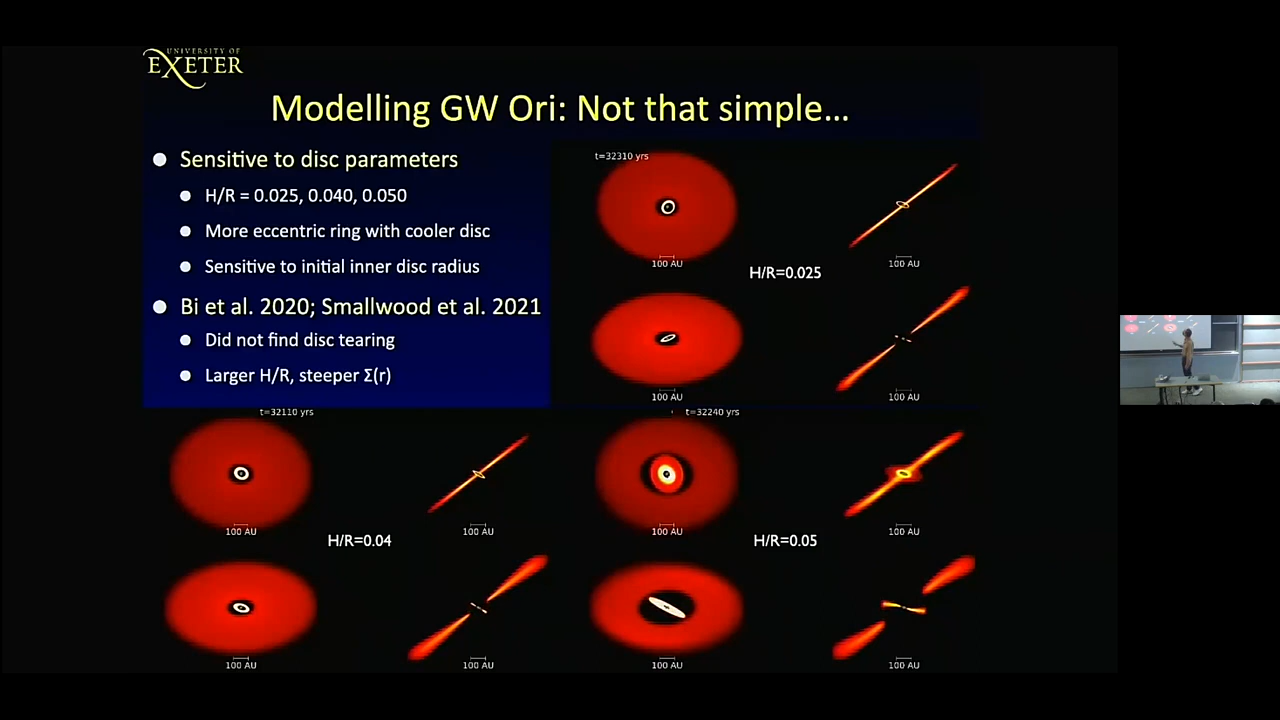 UNIVERSITY OF
EXETER
Modelling GW Ori: Not that simple…
Sensitive to disc parameters
H/R = 0.025, 0.040, 0.050
More eccentric ring with cooler disc
Sensitive to initial inner disc radius
Bi et al. 2020; Smallwood et al. 2021
Did not find disc tearing
Larger H/R, steeper Σ(r)
t=32310 yrs
100 AU
100 AU
H/R=0.025
100 AU
100 AU
t=32110 yrs
100 AU
100 AU
H/R=0.04
100 AU
100 AU
t=32240 yrs
100 AU
100 AU
H/R=0.05
100 AU
100 AU